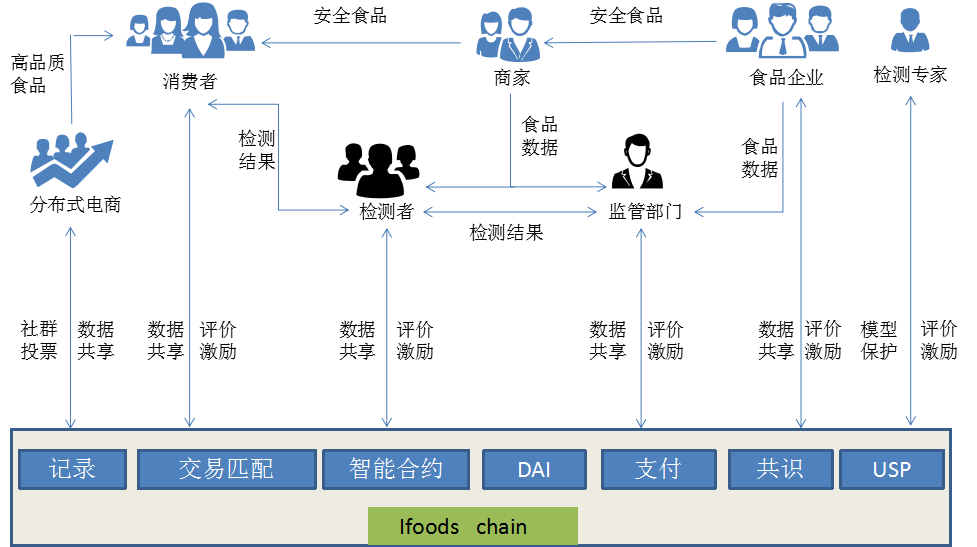 安全食品
安全食品
高品质
食品
消费者
商家
食品企业
检测专家
检测
结果
食品
数据
食品
数据
分布式电商
检测者
监管部门
检测结果
社群
投票
数据
共享
数据
共享
评价
激励
数据
共享
评价
激励
数据
共享
评价
激励
数据
共享
评价
激励
模型
保护
评价
激励
记录
交易匹配
智能合约
DAI
支付
共识
USP
Ifoods chain